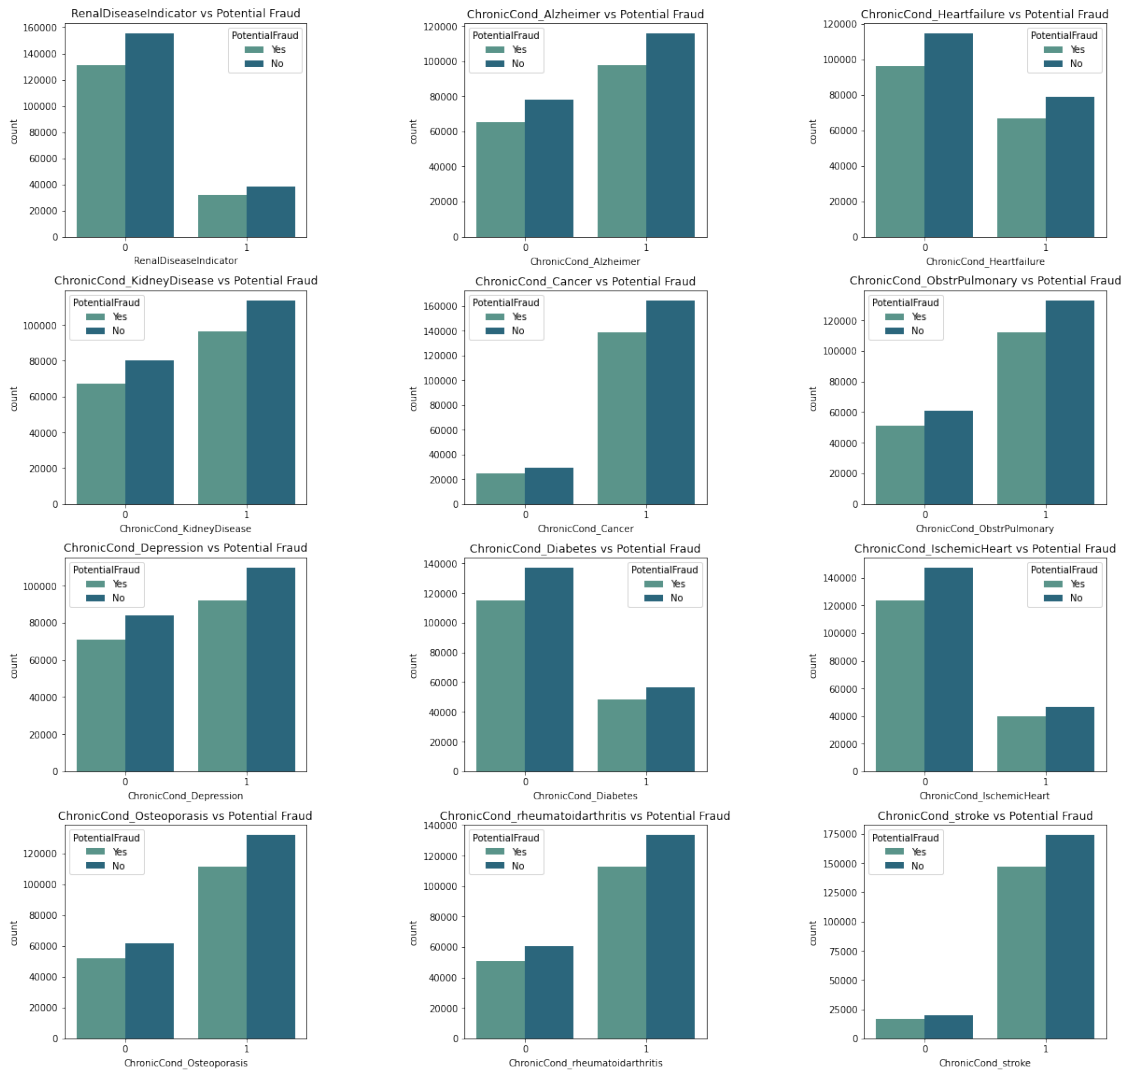 RenalDiseaseIndicator vs Potential Fraud
PotentialFraud
Yes
No
160000
140000
120000
100000
80000
60000
40000
20000
0
count
0
1
RenalDiseaseIndicator
ChronicCond_Alzheimer vs Potential Fraud
PotentialFraud
Yes
No
120000
100000
80000
60000
40000
20000
0
count
0
1
ChronicCond_Alzheimer
ChronicCond_Heartfailure vs Potential Fraud
PotentialFraud
Yes
No
120000
100000
80000
60000
40000
20000
0
count
0
1
ChronicCond_Heartfailure
ChronicCond_KidneyDisease vs Potential Fraud
PotentialFraud
Yes
No
100000
80000
60000
40000
20000
0
count
0
1
ChronicCond_KidneyDisease
ChronicCond_Cancer vs Potential Fraud
PotentialFraud
Yes
No
160000
140000
120000
100000
80000
60000
40000
20000
0
count
0
1
ChronicCond_Cancer
ChronicCond_ObstrPulmonary vs Potential Fraud
PotentialFraud
Yes
No
120000
100000
80000
60000
40000
20000
0
count
0
1
ChronicCond_ObstrPulmonary
ChronicCond_Depression vs Potential Fraud
PotentialFraud
Yes
No
100000
80000
60000
40000
20000
0
count
0
1
ChronicCond_Depression
ChronicCond_Diabetes vs Potential Fraud
PotentialFraud
Yes
No
140000
120000
100000
80000
60000
40000
20000
0
count
0
1
ChronicCond_Diabetes
ChronicCond_IschemicHeart vs Potential Fraud
PotentialFraud
Yes
No
140000
120000
100000
80000
60000
40000
20000
0
count
0
1
ChronicCond_IschemicHeart
ChronicCond_Osteoporasis vs Potential Fraud
PotentialFraud
Yes
No
120000
100000
80000
60000
40000
20000
0
count
0
1
ChronicCond_Osteoporasis
ChronicCond_rheumatoidarthritis vs Potential Fraud
PotentialFraud
Yes
No
140000
120000
100000
80000
60000
40000
20000
0
count
0
1
ChronicCond_rheumatoidarthritis
ChronicCond_stroke vs Potential Fraud
PotentialFraud
Yes
No
175000
150000
125000
100000
75000
50000
25000
0
count
0
1
ChronicCond_stroke